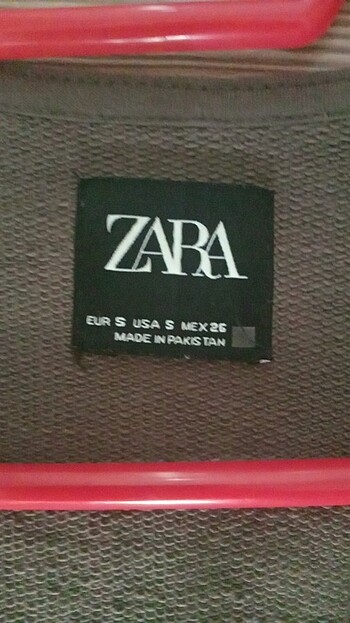 ZARA
EUR S USA S MEX 26
MADE IN PAKISTAN